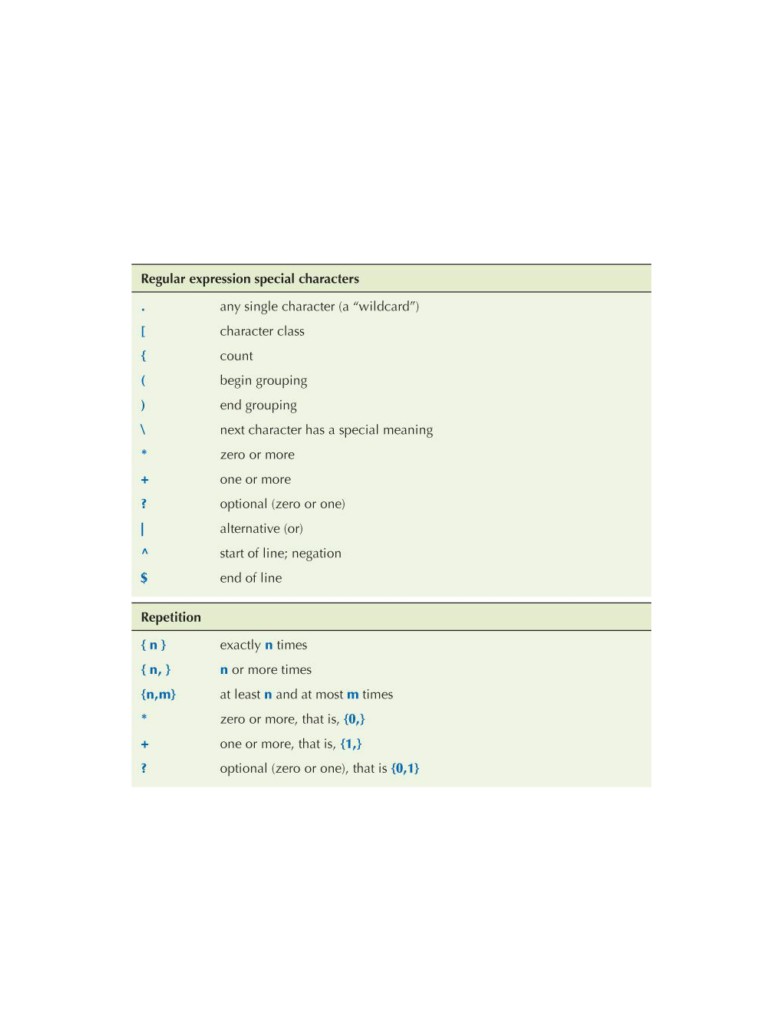 Regular expression special characters
. any single character (a “wildcard”)
[ character class
{ count
( begin grouping
) end grouping
\ next character has a special meaning
* zero or more
+ one or more
? optional (zero or one)
| alternative (or)
^ start of line; negation
$ end of line
Repetition
{ n } exactly n times
{ n, } n or more times
{n,m} at least n and at most m times
* zero or more, that is, {0,}
+ one or more, that is, {1,}
? optional (zero or one), that is {0,1}